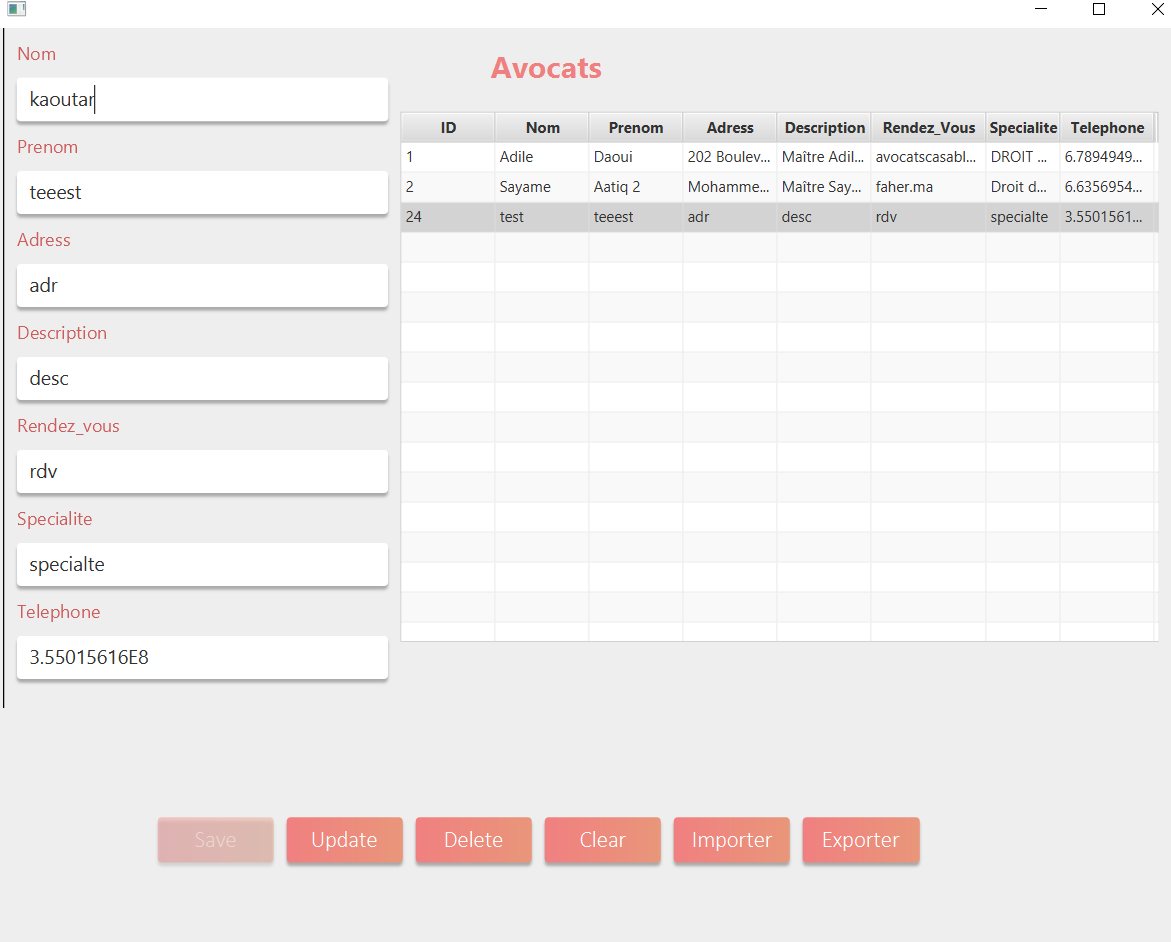 Nom
kaoutar
Prenom
teeest
Adress
adr
Description
desc
Rendez_vous
rdv
Specialite
specialte
Telephone
3.55015616E8
Avocats
ID Nom Prenom Adress Description Rendez_Vous Specialite Telephone
1 Adile Daoui 202 Boulev... Maître Adil... avocatscasabl... DROIT ... 6.7894949...
2 Sayame Aatiq 2 Mohamme... Maître Say... faher.ma Droit d... 6.6356954...
24 test teeest adr desc rdv specialte 3.5501561...
Save Update Delete Clear Importer Exporter